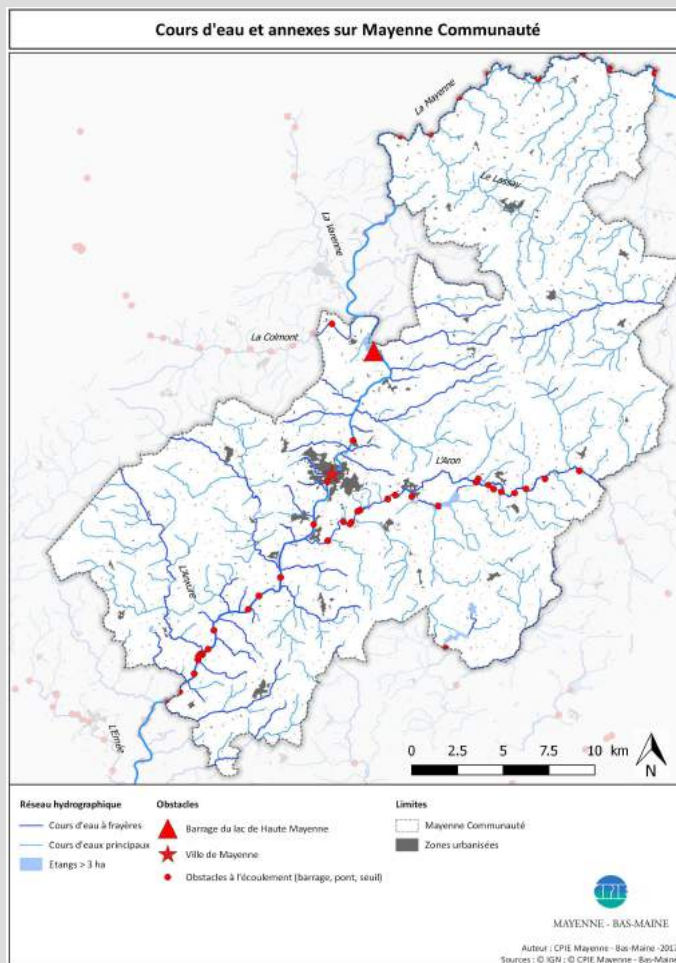 Cours d'eau et annexes sur Mayenne Communauté
La Mayenne
Le Lassay
La Varenne
La Colmont
L'Aron
L'Anvure
L'Ernée
0 2.5 5 7.5 10 km
N
Réseau hydrographique
Cours d'eau à frayères
Cours d'eaux principaux
Etangs > 3 ha
Obstacles
Barrage du lac de Haute Mayenne
Ville de Mayenne
Obstacles à l'écoulement (barrage, pont, seuil)
Limites
Mayenne Communauté
Zones urbanisées
CPIE
MAYENNE - BAS-MAINE
Auteur : CPIE Mayenne - Bas-Maine -2017
Sources : © IGN ; © CPIE Mayenne - Bas-Maine